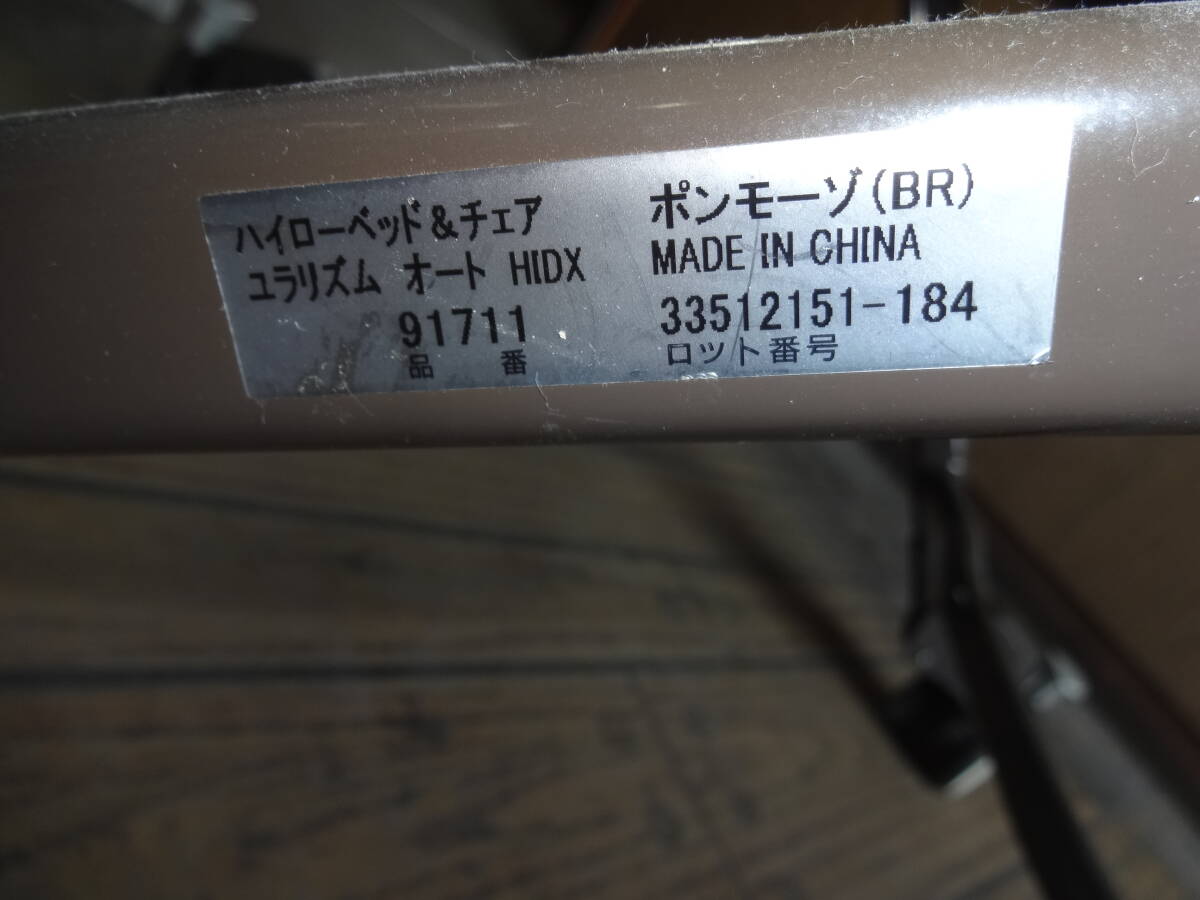 ハイローベッド&チェア
ユラリズム オート HIDX
91711
品 番
ポンモーゾ(BR)
MADE IN CHINA
33512151-184
ロット番号